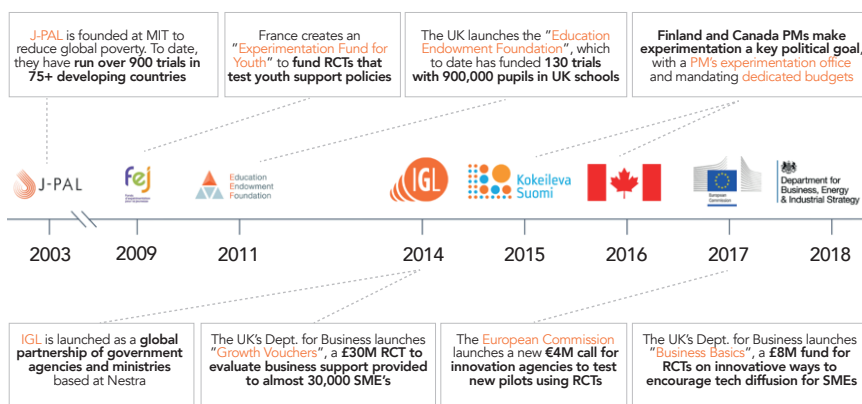 J-PAL is founded at MIT to
reduce global poverty. To date,
they have run over 900 trials in
75+ developing countries
France creates an
"Experimentation Fund for
Youth" to fund RCTs that
test youth support policies
The UK launches the "Education
Endowment Foundation", which
to date has funded 130 trials
with 900,000 pupils in UK schools
Finland and Canada PMs make
experimentation a key political goal,
with a PM's experimentation office
and mandating dedicated budgets
J-PAL
fej
Education
Endowment
Foundation
IGL
Kokeileva
Suomi
European
Commission
Department for
Business, Energy
& Industrial Strategy
2003
2009
2011
2014
2015
2016
2017
2018
IGL is launched as a global
partnership of government
agencies and ministries
based at Nestra
The UK's Dept. for Business launches
"Growth Vouchers", a £30M RCT to
evaluate business support provided
to almost 30,000 SME's
The European Commission
launches a new €4M call for
innovation agencies to test
new pilots using RCTs
The UK's Dept. for Business launches
"Business Basics", a £8M fund for
RCTs on innovatiove ways to
encourage tech diffusion for SMEs